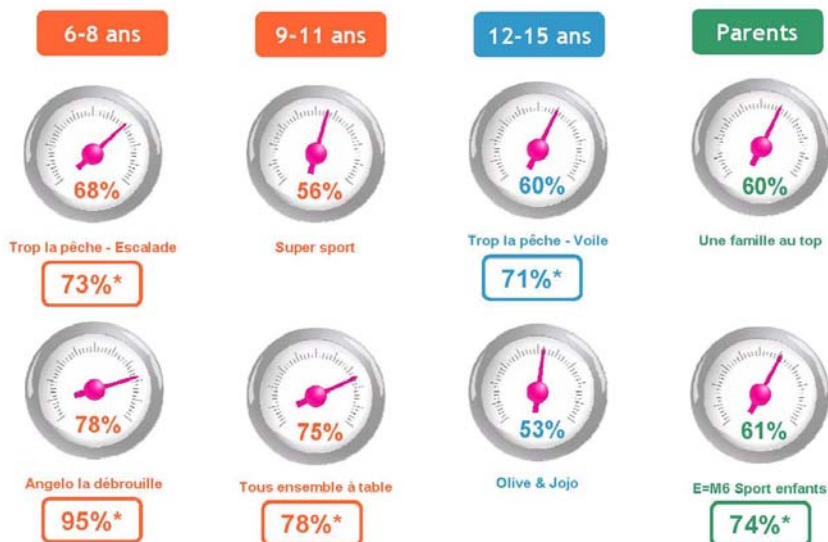 6-8 ans
9-11 ans
12-15 ans
Parents
68%
56%
60%
60%
Trop la pêche - Escalade
Super sport
Trop la pêche - Voile
Une famille au top
73%*
71%*
78%
75%
53%
61%
Angelo la débrouille
Tous ensemble à table
Olive & Jojo
E=M6 Sport enfants
95%*
78%*
74%*